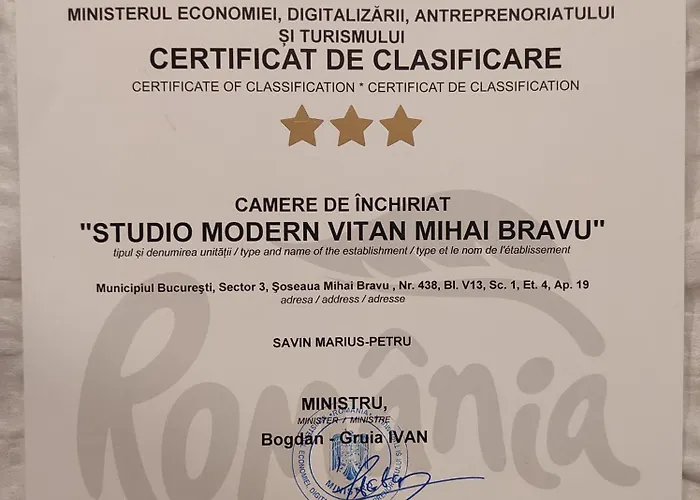 MINISTERUL ECONOMIEI, DIGITALIZĂRII, ANTREPRENORIATULUI
ȘI TURISMULUI
CERTIFICAT DE CLASIFICARE
CERTIFICATE OF CLASSIFICATION * CERTIFICAT DE CLASSIFICATION
CAMERE DE ÎNCHIRIAT
"STUDIO MODERN VITAN MIHAI BRAVU"
tipul și denumirea unității / type and name of the establishment / type et le nom de l'établissement
Municipiul București, Sector 3, Șoseaua Mihai Bravu , Nr. 438, Bl. V13, Sc. 1, Et. 4, Ap. 19
adresa / address / adresse
SAVIN MARIUS-PETRU
România
MINISTRU,
MINISTER / MINISTRE
Bogdan - Gruia IVAN
ROMÂNIA